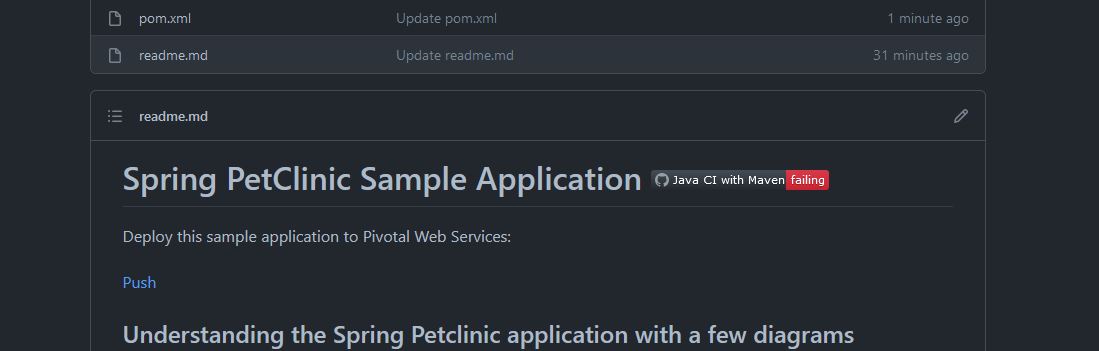 pom.xml Update pom.xml 1 minute ago
readme.md Update readme.md 31 minutes ago
readme.md
Spring PetClinic Sample Application Java CI with Maven failing
Deploy this sample application to Pivotal Web Services:
Push
Understanding the Spring Petclinic application with a few diagrams